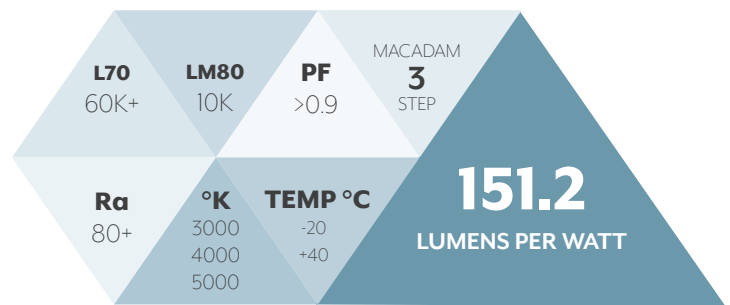 L70
60K+
LM80
10K
PF
>0.9
MACADAM
3
STEP
Ra
80+
°K
3000
4000
5000
TEMP °C
-20
+40
151.2
LUMENS PER WATT